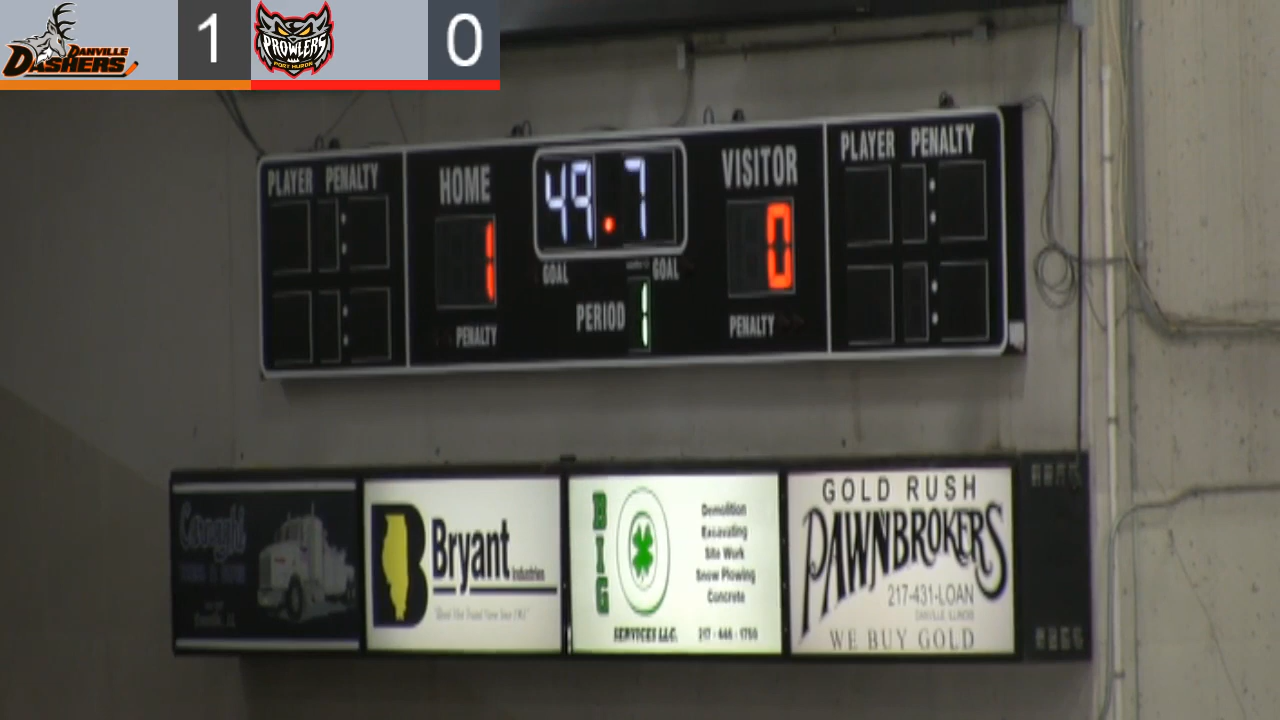 DANVILLE
DASHERS
1
PROWLERS
PORT HURON
0
PLAYER PENALTY
HOME
1
49.7
GOAL GOAL
PERIOD 1
PENALTY
VISITOR
0
PENALTY
PLAYER PENALTY
Bryant
Industries
BIG
SERVICES LLC.
Demolition
Excavating
Site Work
Snow Plowing
Concrete
GOLD RUSH
PAWNBROKERS
217-431-LOAN
DANVILLE, ILLINOIS
WE BUY GOLD